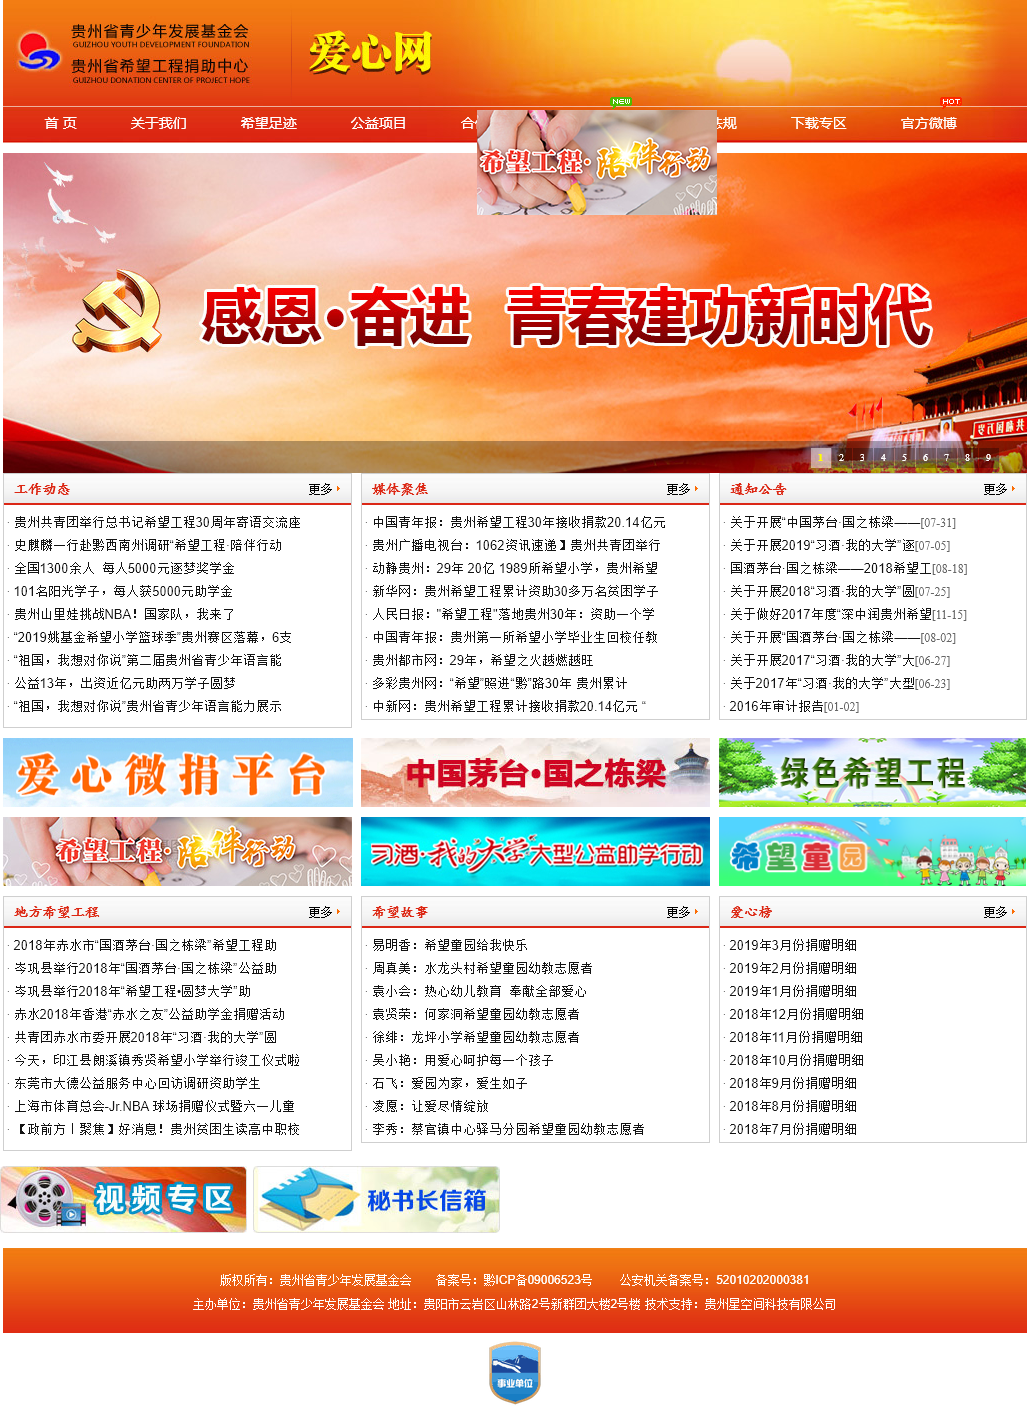 贵州省青少年发展基金会
GUIZHOU YOUTH DEVELOPMENT FOUNDATION
贵州省希望工程捐助中心
GUIZHOU DONATION CENTER OF PROJECT HOPE
爱心网
NEW HOT
首 页 关于我们 希望足迹 公益项目 下载专区 官方微博
希望工程·陪伴行动
感恩·奋进 青春建功新时代
1 2 3 4 5 6 7 8 9
工作动态 更多
· 贵州共青团举行总书记希望工程30周年寄语交流座
· 史麒麟一行赴黔西南州调研“希望工程·陪伴行动
· 全国1300余人 每人5000元逐梦奖学金
· 101名阳光学子，每人获5000元助学金
· 贵州山里娃挑战NBA！国家队，我来了
· “2019姚基金希望小学篮球季”贵州赛区落幕，6支
· “祖国，我想对你说”第二届贵州省青少年语言能
· 公益13年，出资近亿元助两万学子圆梦
· “祖国，我想对你说”贵州省青少年语言能力展示
媒体聚焦 更多
· 中国青年报：贵州希望工程30年接收捐款20.14亿元
· 贵州广播电视台：1062资讯速递】贵州共青团举行
· 动静贵州：29年 20亿 1989所希望小学，贵州希望
· 新华网：贵州希望工程累计资助30多万名贫困学子
· 人民日报："希望工程"落地贵州30年：资助一个学
· 中国青年报：贵州第一所希望小学毕业生回校任教
· 贵州都市网：29年，希望之火越燃越旺
· 多彩贵州网：“希望”照进“黔”路30年 贵州累计
· 中新网：贵州希望工程累计接收捐款20.14亿元 “
通知公告 更多
· 关于开展“中国茅台·国之栋梁——[07-31]
· 关于开展2019“习酒·我的大学”逐[07-05]
· 国酒茅台·国之栋梁——2018希望工[08-18]
· 关于开展2018“习酒·我的大学”圆[07-25]
· 关于做好2017年度“深中润贵州希望[11-15]
· 关于开展“国酒茅台·国之栋梁——[08-02]
· 关于开展2017“习酒·我的大学”大[06-27]
· 关于2017年“习酒·我的大学”大型[06-23]
· 2016年审计报告[01-02]
爱心微捐平台 中国茅台·国之栋梁 绿色希望工程
希望工程·陪伴行动 习酒·我的大学大型公益助学行动 希望童园
地方希望工程 更多
· 2018年赤水市“国酒茅台·国之栋梁”希望工程助
· 岑巩县举行2018年“国酒茅台·国之栋梁”公益助
· 岑巩县举行2018年“希望工程•圆梦大学”助
· 赤水2018年香港“赤水之友”公益助学金捐赠活动
· 共青团赤水市委开展2018年“习酒·我的大学”圆
· 今天，印江县朗溪镇秀贤希望小学举行竣工仪式啦
· 东莞市大德公益服务中心回访调研资助学生
· 上海市体育总会-Jr.NBA 球场捐赠仪式暨六一儿童
· 【政前方丨聚焦】好消息！贵州贫困生读高中职校
希望故事 更多
· 易明香：希望童园给我快乐
· 周真美：水龙头村希望童园幼教志愿者
· 袁小会：热心幼儿教育 奉献全部爱心
· 袁贤荣：何家洞希望童园幼教志愿者
· 徐绯：龙坪小学希望童园幼教志愿者
· 吴小艳：用爱心呵护每一个孩子
· 石飞：爱园为家，爱生如子
· 凌愿：让爱尽情绽放
· 李秀：蔡官镇中心驿马分园希望童园幼教志愿者
爱心榜 更多
· 2019年3月份捐赠明细
· 2019年2月份捐赠明细
· 2019年1月份捐赠明细
· 2018年12月份捐赠明细
· 2018年11月份捐赠明细
· 2018年10月份捐赠明细
· 2018年9月份捐赠明细
· 2018年8月份捐赠明细
· 2018年7月份捐赠明细
视频专区 秘书长信箱
版权所有：贵州省青少年发展基金会 备案号：黔ICP备09006523号 公安机关备案号：52010202000381
主办单位：贵州省青少年发展基金会 地址：贵阳市云岩区山林路2号新群团大楼2号楼 技术支持：贵州星空间科技有限公司
事业单位